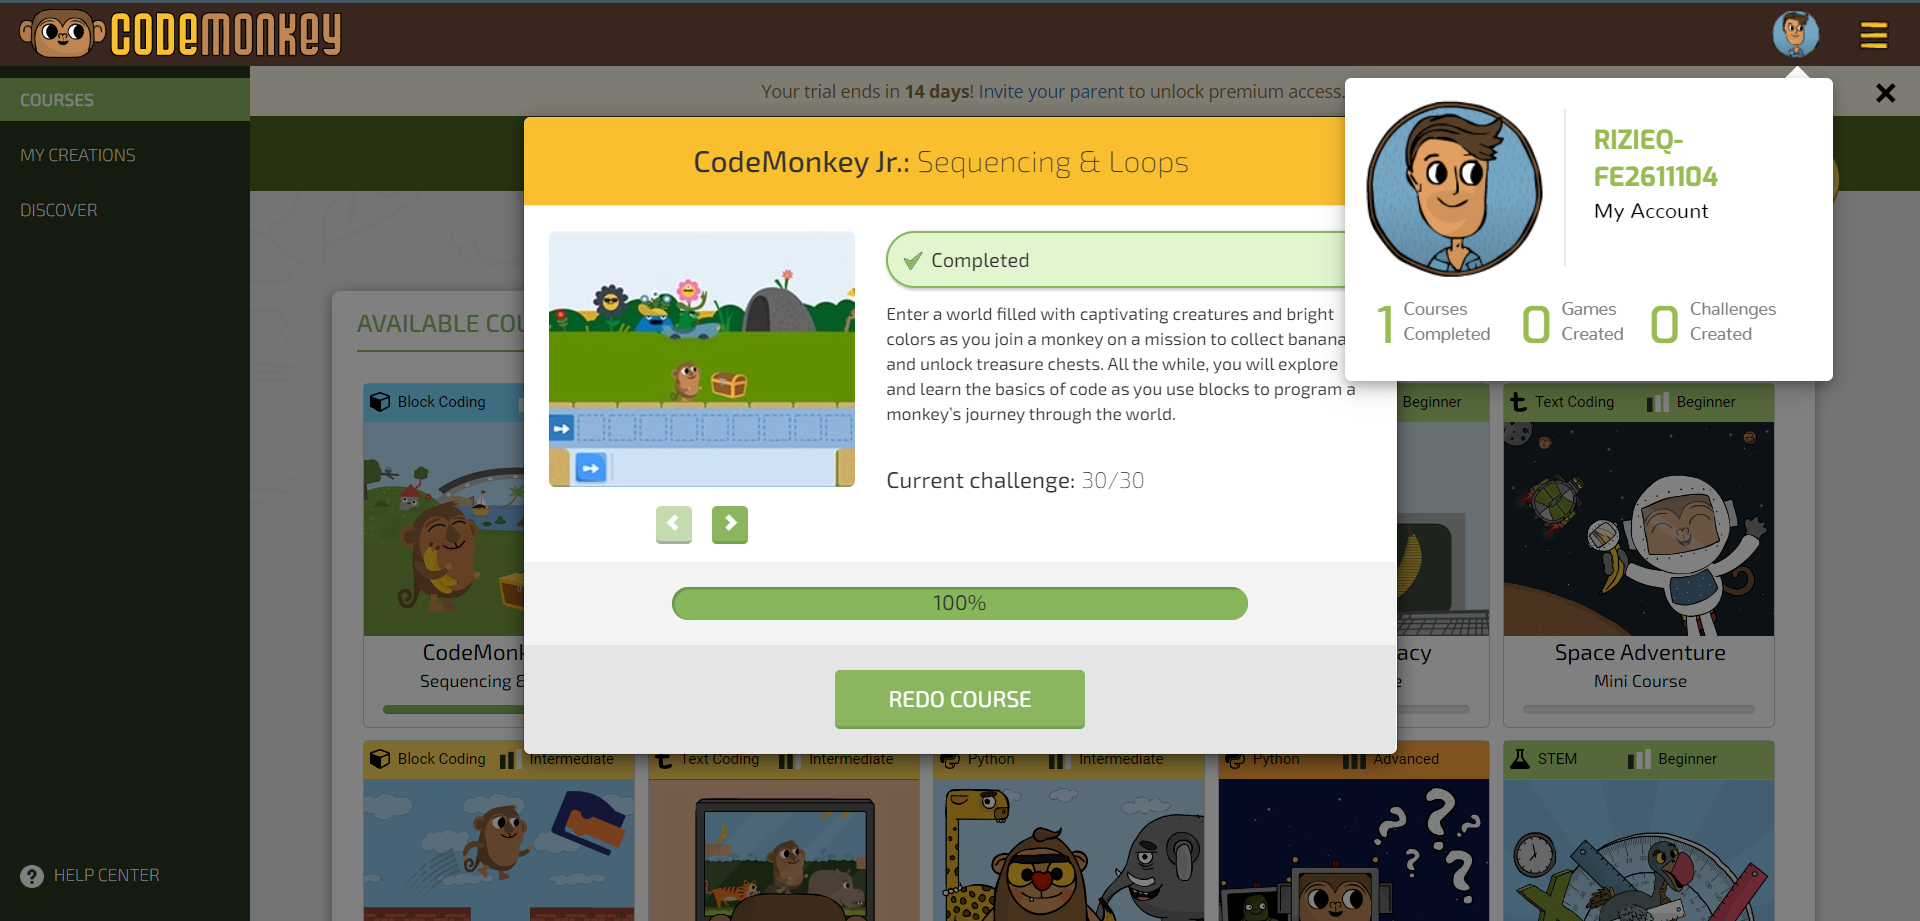 CODEMONKEY
COURSES
MY CREATIONS
DISCOVER
HELP CENTER
Your trial ends in 14 days! Invite your parent to unlock premium access.
CodeMonkey Jr.: Sequencing & Loops
Completed
Enter a world filled with captivating creatures and bright
colors as you join a monkey on a mission to collect banana
and unlock treasure chests. All the while, you will explore
and learn the basics of code as you use blocks to program a
monkey's journey through the world.
Current challenge: 30/30
100%
REDO COURSE
RIZIEQ-
FE2611104
My Account
1 Courses
Completed
0 Games
Created
0 Challenges
Created
AVAILABLE
Block Coding
Beginner
Text Coding Beginner
Sequencing
Space Adventure
Mini Course
Block Coding Intermediate
Text Coding Intermediate
Python Intermediate
Python Advanced
STEM Beginner